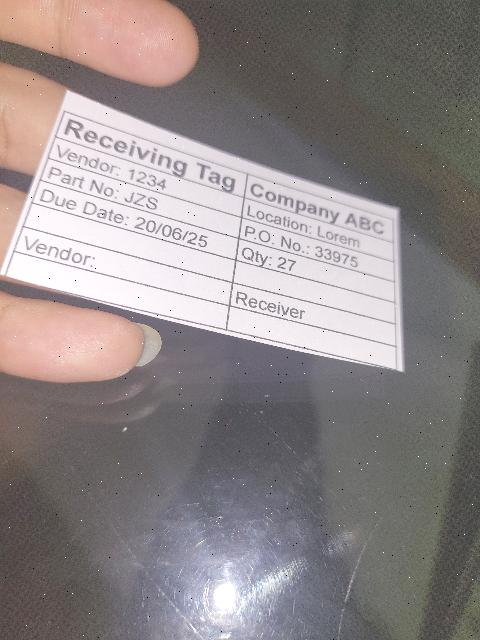 Receiving Tag
Company ABC
Vendor: 1234
Location: Lorem
Part No: JZS
P.O. No.: 33975
Due Date: 20/06/25
Qty: 27
Vendor:
Receiver